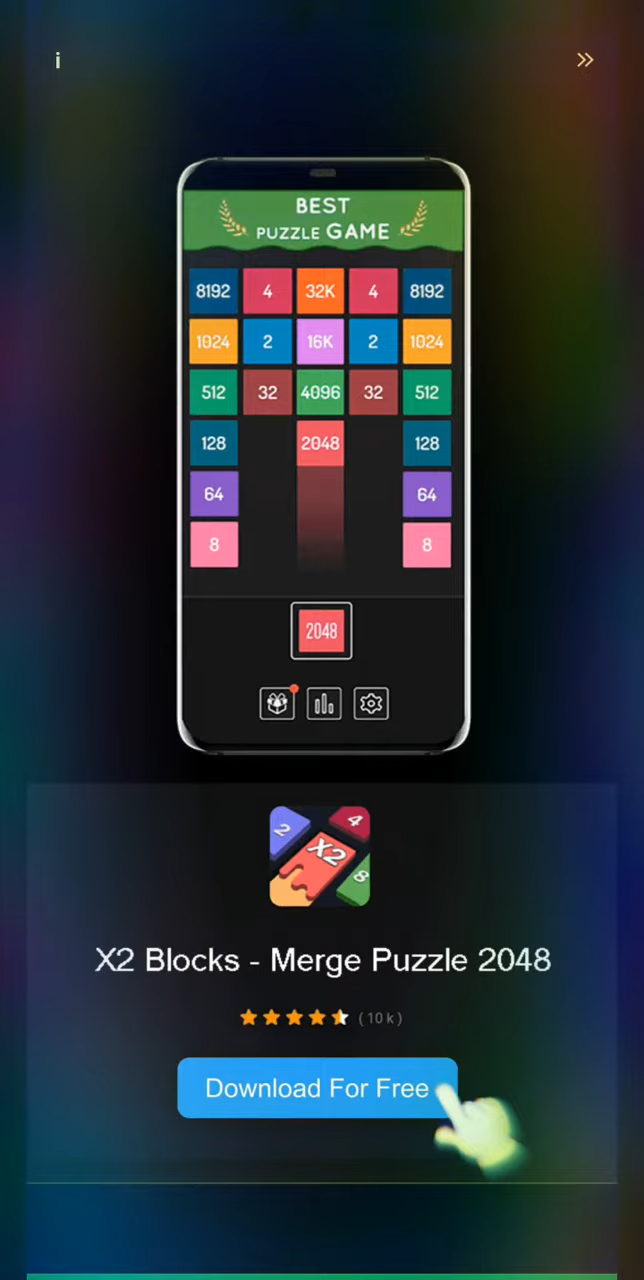 i »
BEST
PUZZLE GAME
8192 4 32K 4 8192
1024 2 16K 2 1024
512 32 4096 32 512
128 2048 128
64 64
8 8
2048
2 4
X2
8
X2 Blocks - Merge Puzzle 2048
(10k)
Download For Free